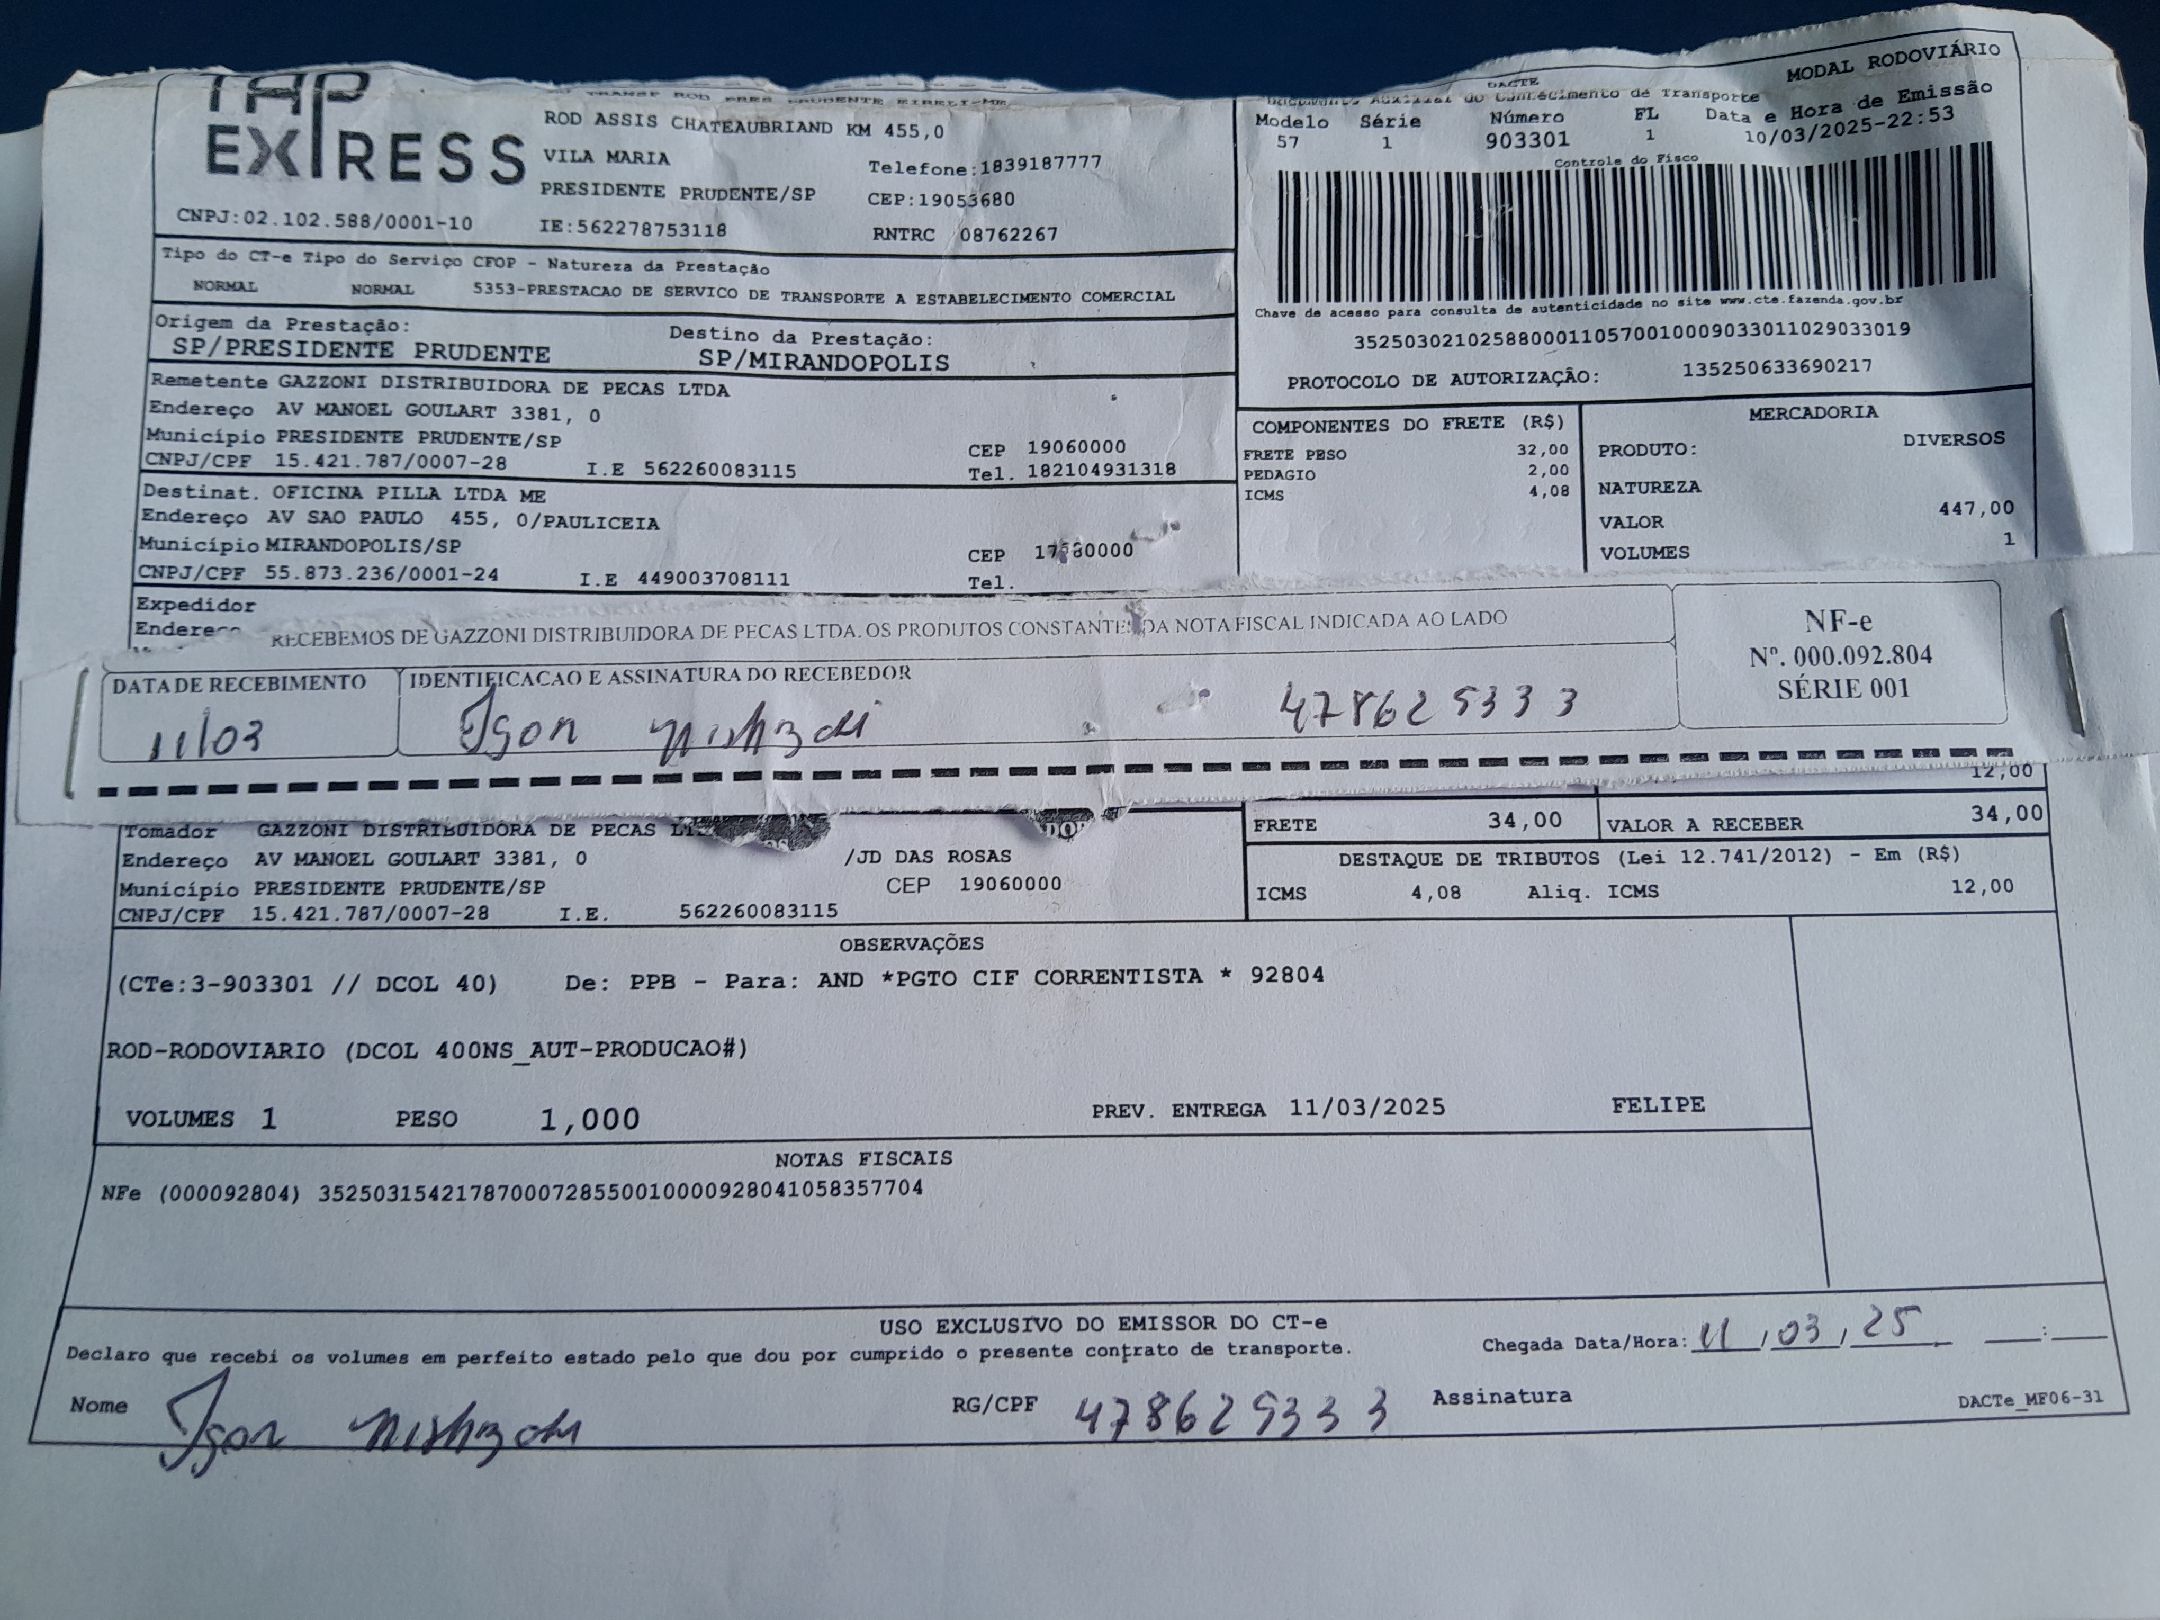 TAP
EXPRESS
ROD ASSIS CHATEAUBRIAND KM 455,0
VILA MARIA
Telefone:1839187777
PRESIDENTE PRUDENTE/SP
CEP:19053680
CNPJ:02.102.588/0001-10
IE:562278753118
RNTRC 08762267
DACTE
MODAL RODOVIÁRIO
Documento Auxiliar do Conhecimento de Transporte
Modelo Série Número FL Data e Hora de Emissão
57 1 903301 1 10/03/2025-22:53
Controle do Fisco
Chave de acesso para consulta de autenticidade no site www.cte.fazenda.gov.br
35250302102588000110570010009033011029033019
PROTOCOLO DE AUTORIZAÇÃO: 135250633690217
Tipo do CT-e Tipo do Serviço CFOP - Natureza da Prestação
NORMAL NORMAL 5353-PRESTACAO DE SERVICO DE TRANSPORTE A ESTABELECIMENTO COMERCIAL
Origem da Prestação: Destino da Prestação:
SP/PRESIDENTE PRUDENTE SP/MIRANDOPOLIS
Remetente GAZZONI DISTRIBUIDORA DE PECAS LTDA
Endereço AV MANOEL GOULART 3381, 0
Município PRESIDENTE PRUDENTE/SP CEP 19060000
CNPJ/CPF 15.421.787/0007-28 I.E 562260083115 Tel. 182104931318
Destinat. OFICINA PILLA LTDA ME
Endereço AV SAO PAULO 455, 0/PAULICEIA
Município MIRANDOPOLIS/SP CEP
CNPJ/CPF 55.873.236/0001-24 I.E 449003708111 Tel.
Expedidor
COMPONENTES DO FRETE (R$)
FRETE PESO 32,00
PEDAGIO 2,00
ICMS 4,08
MERCADORIA
PRODUTO: DIVERSOS
NATUREZA
VALOR 447,00
VOLUMES 1
RECEBEMOS DE GAZZONI DISTRIBUIDORA DE PECAS LTDA. OS PRODUTOS CONSTANTES DA NOTA FISCAL INDICADA AO LADO
DATA DE RECEBIMENTO
11/03
IDENTIFICACAO E ASSINATURA DO RECEBEDOR
Igor 478625333
NF-e
Nº. 000.092.804
SÉRIE 001
12,00
Tomador GAZZONI DISTRIBUIDORA DE PECAS
Endereço AV MANOEL GOULART 3381, 0 /JD DAS ROSAS
Município PRESIDENTE PRUDENTE/SP CEP 19060000
CNPJ/CPF 15.421.787/0007-28 I.E. 562260083115
FRETE 34,00 VALOR A RECEBER 34,00
DESTAQUE DE TRIBUTOS (Lei 12.741/2012) - Em (R$)
ICMS 4,08 Aliq. ICMS 12,00
OBSERVAÇÕES
(CTe:3-903301 // DCOL 40) De: PPB - Para: AND *PGTO CIF CORRENTISTA * 92804
ROD-RODOVIARIO (DCOL 400NS_AUT-PRODUCAO#)
VOLUMES 1 PESO 1,000 PREV. ENTREGA 11/03/2025 FELIPE
NOTAS FISCAIS
NFe (000092804) 35250315421787000728550010000928041058357704
USO EXCLUSIVO DO EMISSOR DO CT-e
Declaro que recebi os volumes em perfeito estado pelo que dou por cumprido o presente contrato de transporte.
Chegada Data/Hora: 11/03/25 __:__
Nome Igor RG/CPF 478625333 Assinatura
DACTe_MF06-31